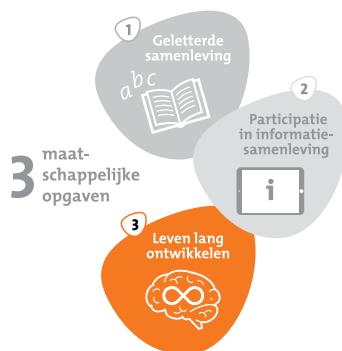 1
Geletterde
samenleving
abc
2
Participatie
in informatie-
samenleving
i
3 maat-
schappelijke
opgaven
3
Leven lang
ontwikkelen